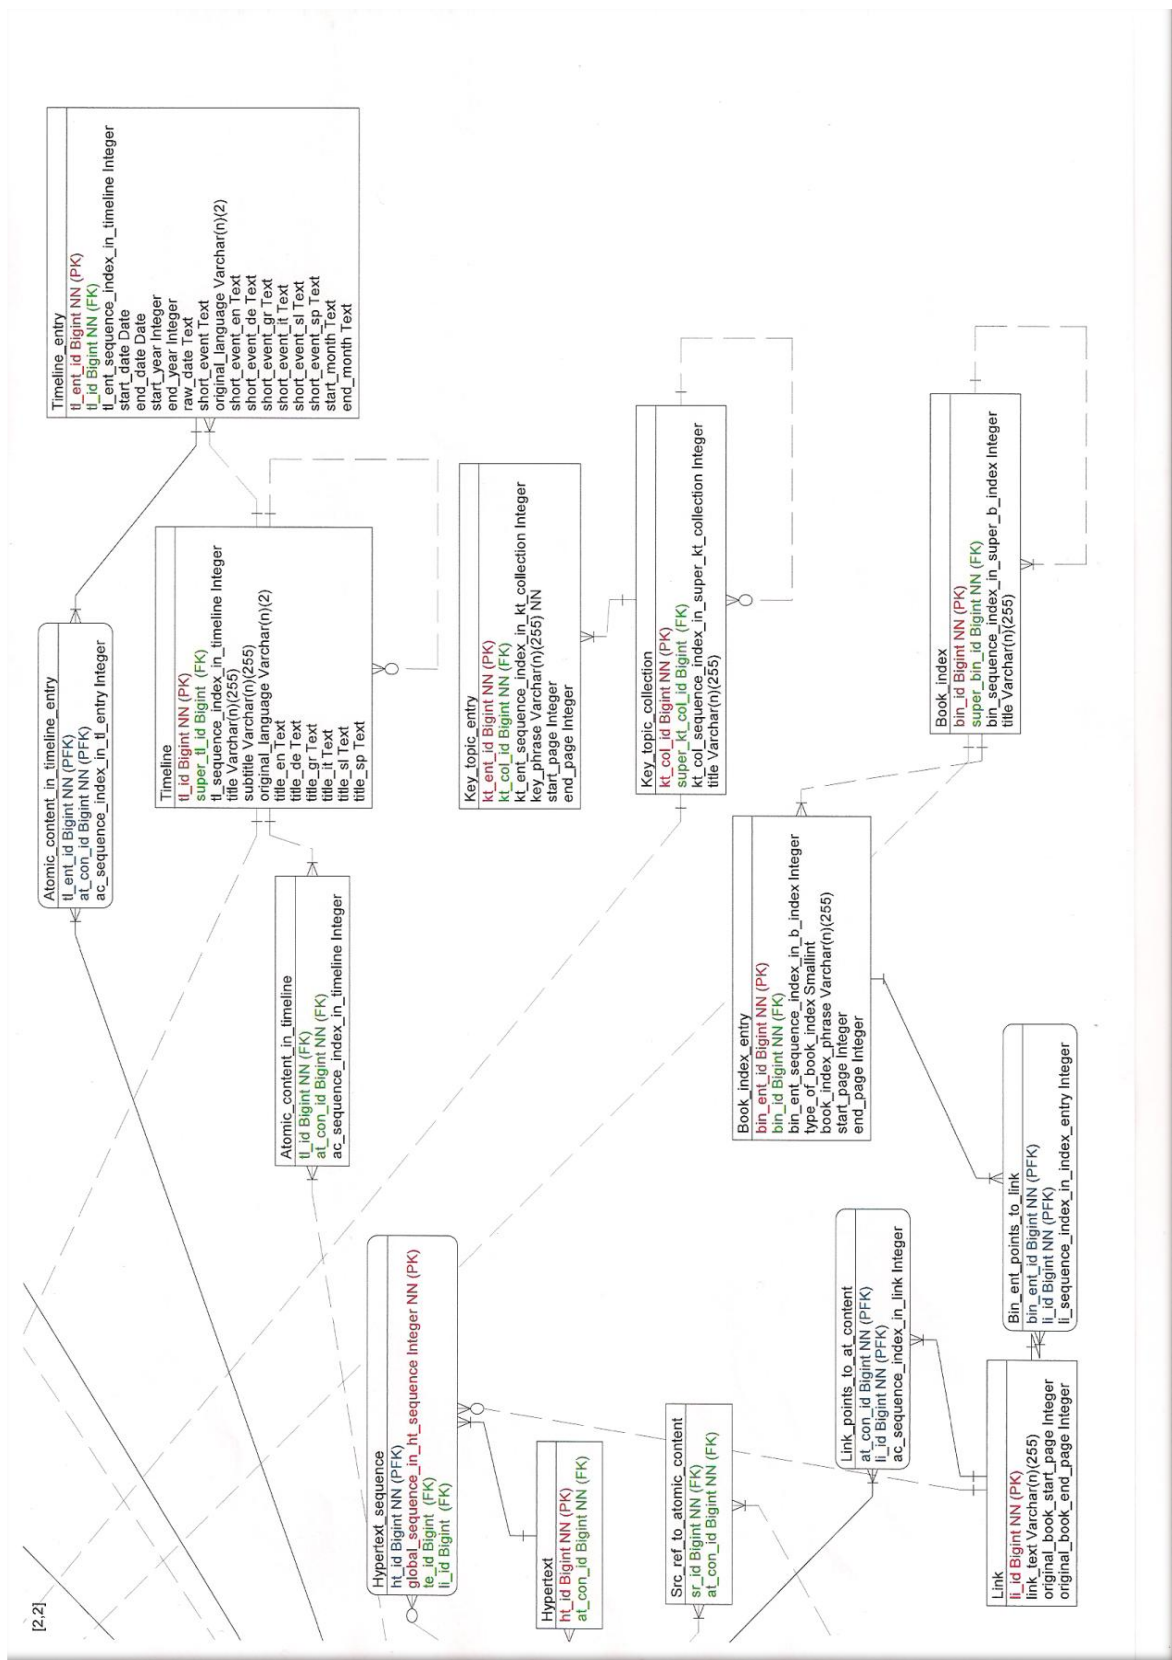 [2,2]
Timeline_entry
tl_ent_id Bigint NN (PK)
tl_id Bigint NN (FK)
tl_ent_sequence_index_in_timeline Integer
start_date Date
end_date Date
start_year Integer
end_year Integer
raw_date Text
short_event Text
original_language Varchar(n)(2)
short_event_en Text
short_event_de Text
short_event_gr Text
short_event_it Text
short_event_sl Text
short_event_sp Text
start_month Text
end_month Text
Atomic_content_in_timeline_entry
tl_ent_id Bigint NN (PFK)
at_con_id Bigint NN (PFK)
ac_sequence_index_in_tl_entry Integer
Timeline
tl_id Bigint NN (PK)
super_tl_id Bigint (FK)
tl_sequence_index_in_timeline Integer
title Varchar(n)(255)
subtitle Varchar(n)(255)
original_language Varchar(n)(2)
title_en Text
title_de Text
title_gr Text
title_it Text
title_sl Text
title_sp Text
Atomic_content_in_timeline
tl_id Bigint NN (FK)
at_con_id Bigint NN (FK)
ac_sequence_index_in_timeline Integer
Key_topic_entry
kt_ent_id Bigint NN (PK)
kt_col_id Bigint NN (FK)
kt_ent_sequence_index_in_kt_collection Integer
key_phrase Varchar(n)(255) NN
start_page Integer
end_page Integer
Key_topic_collection
kt_col_id Bigint NN (PK)
super_kt_col_id Bigint (FK)
kt_col_sequence_index_in_super_kt_collection Integer
title Varchar(n)(255)
Book_index
bin_id Bigint NN (PK)
super_bin_id Bigint NN (FK)
bin_sequence_index_in_super_b_index Integer
title Varchar(n)(255)
Book_index_entry
bin_ent_id Bigint NN (PK)
bin_id Bigint NN (FK)
bin_ent_sequence_index_in_b_index Integer
type_of_book_index Smallint
book_index_phrase Varchar(n)(255)
start_page Integer
end_page Integer
Hypertext_sequence
ht_id Bigint NN (PFK)
global_sequence_in_ht_sequence Integer NN (PK)
te_id Bigint (FK)
li_id Bigint (FK)
Hypertext
ht_id Bigint NN (PK)
at_con_id Bigint NN (FK)
Src_ref_to_atomic_content
sr_id Bigint NN (FK)
at_con_id Bigint NN (FK)
Link_points_to_at_content
at_con_id Bigint NN (PFK)
li_id Bigint NN (PFK)
ac_sequence_index_in_link Integer
Bin_ent_points_to_link
bin_ent_id Bigint NN (PFK)
li_id Bigint NN (PFK)
li_sequence_index_in_index_entry Integer
Link
li_id Bigint NN (PK)
link_text Varchar(n)(255)
original_book_start_page Integer
original_book_end_page Integer